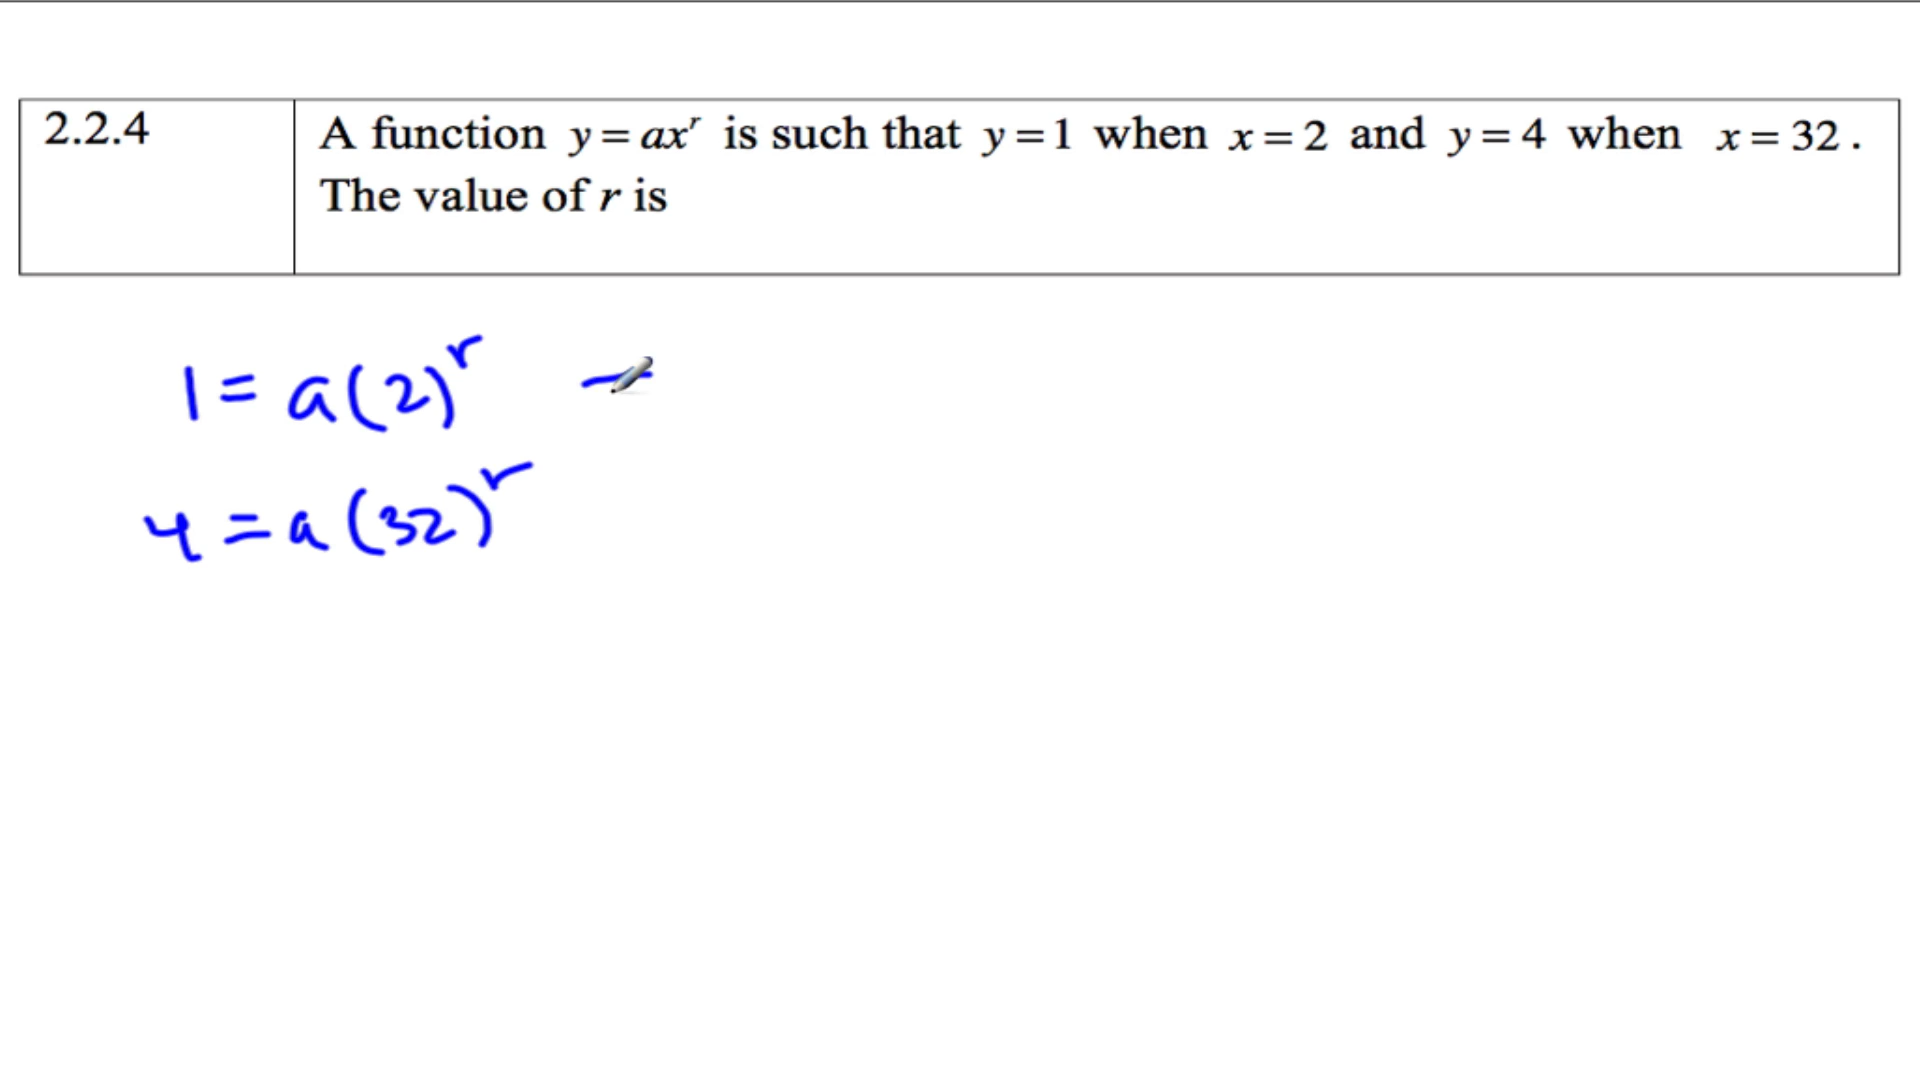 2.2.4
A function y = ax^r is such that y = 1 when x = 2 and y = 4 when x = 32.
The value of r is
1 = a(2)^r
4 = a(32)^r